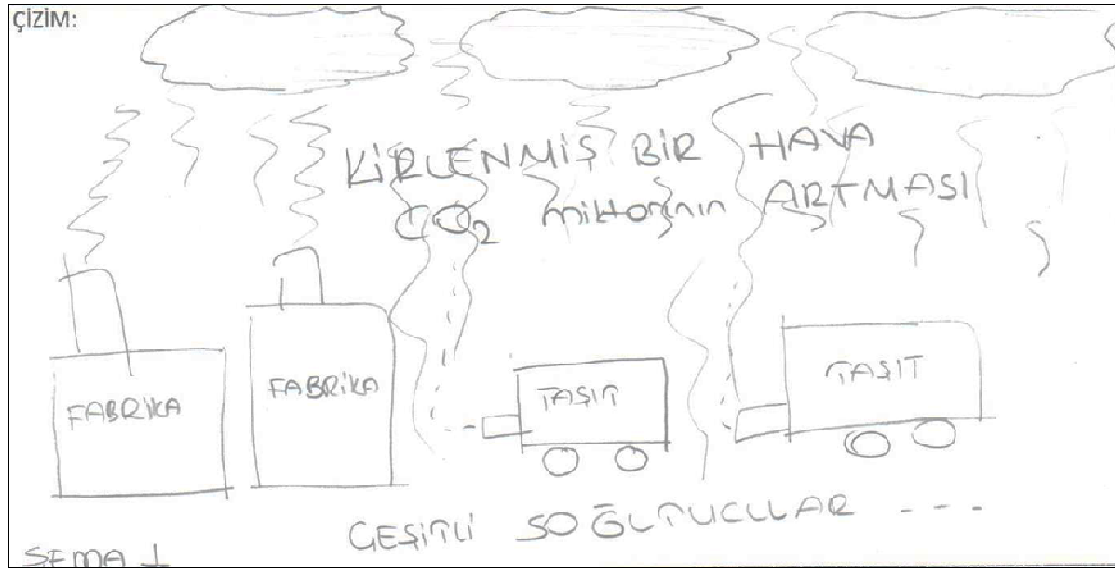 ÇİZİM:
KİRLENMİŞ BİR HAVA
CO₂ miktarının ARTMASI
FABRİKA
FABRİKA
TAŞIT
TAŞIT
ÇEŞİTLİ SOĞUTUCULAR ---
ŞEMA 1